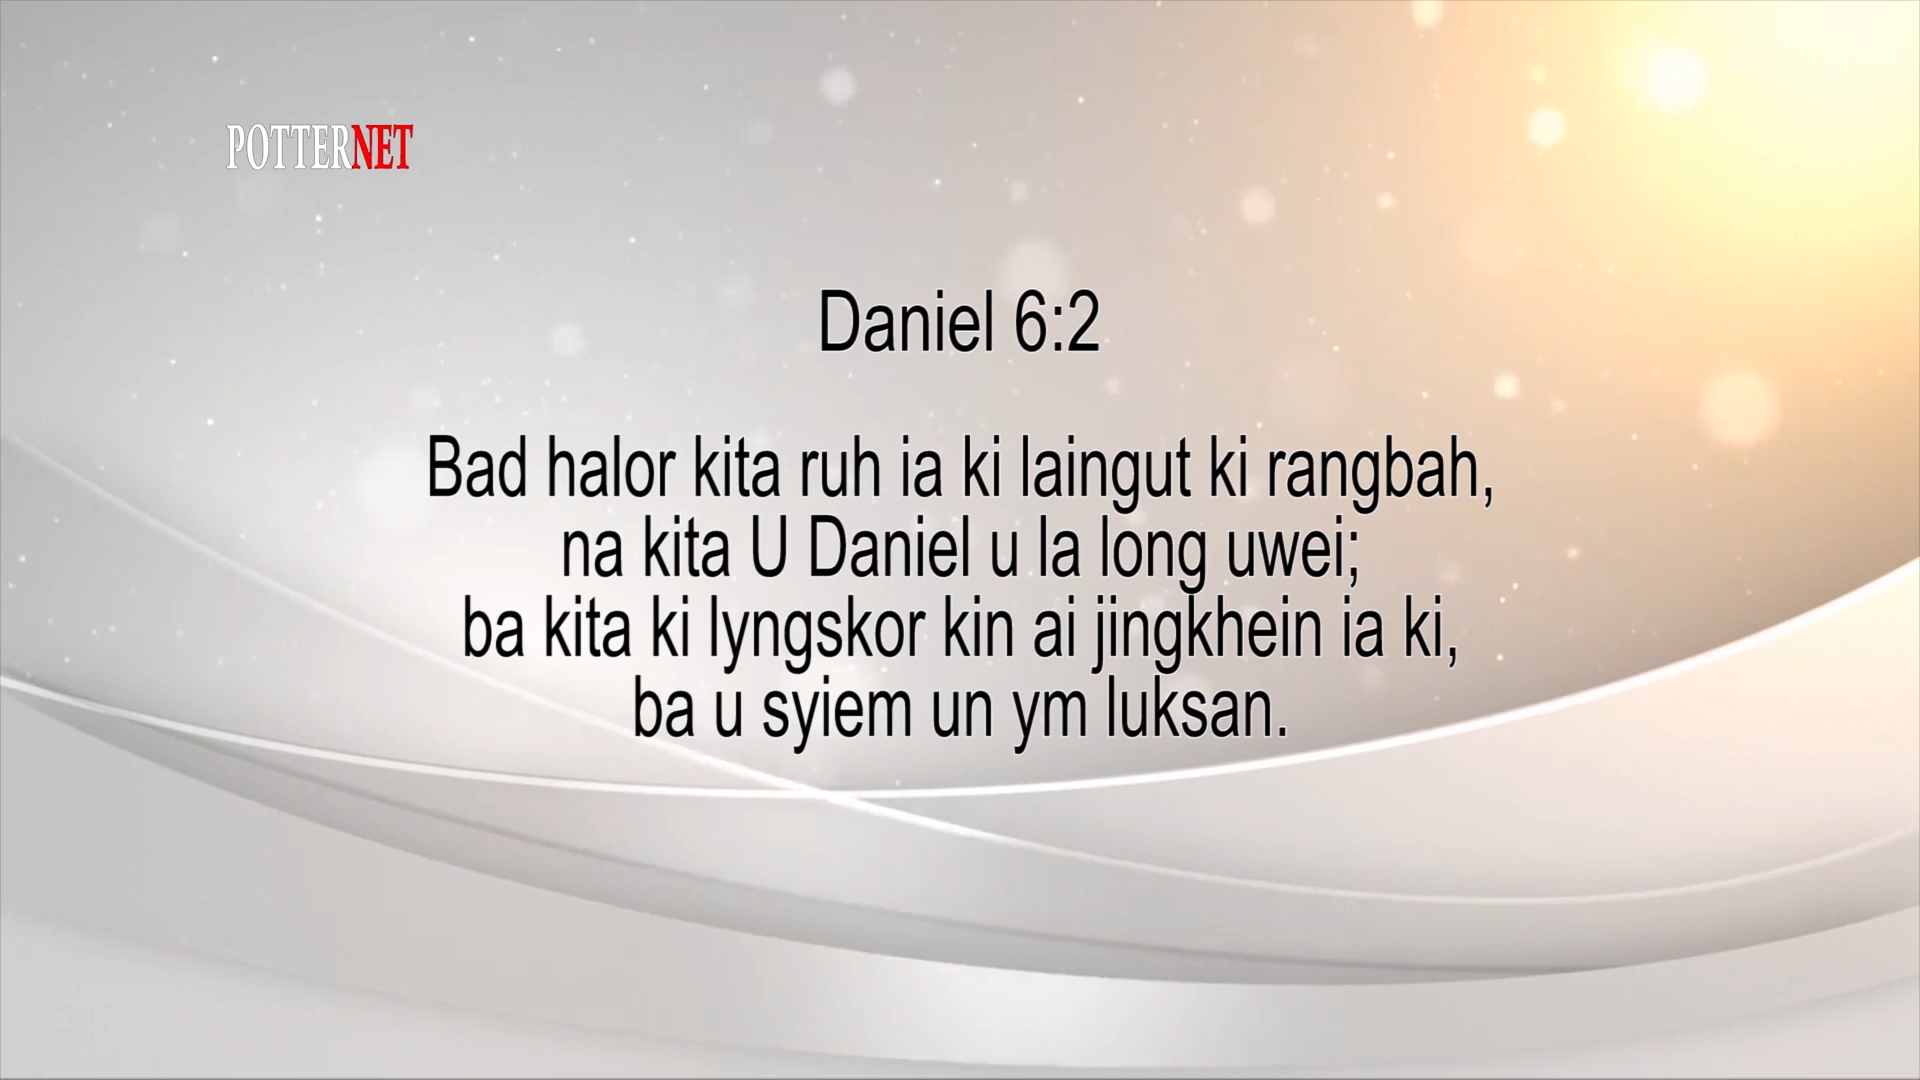 POTTERNET
Daniel 6:2
Bad halor kita ruh ia ki laingut ki rangbah,
na kita U Daniel u la long uwei;
ba kita ki lyngskor kin ai jingkhein ia ki,
ba u syiem un ym luksan.